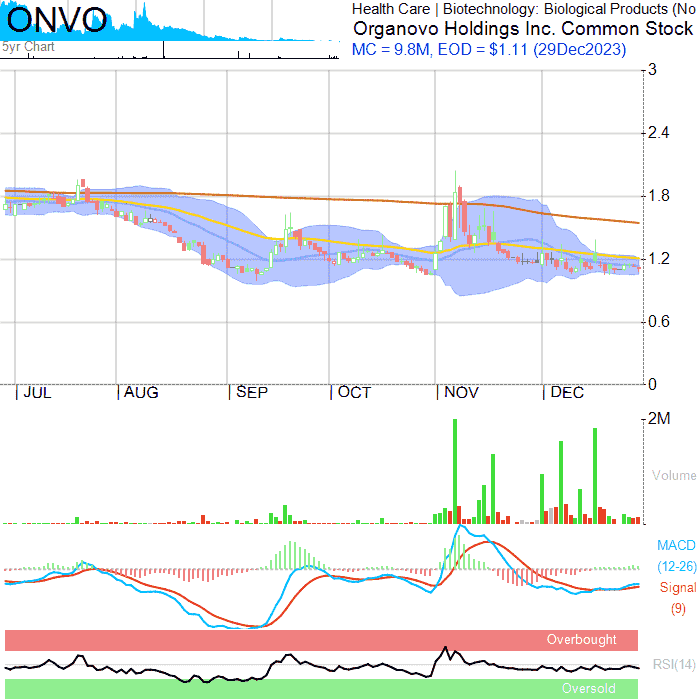 ONVO
Health Care | Biotechnology: Biological Products (No
Organovo Holdings Inc. Common Stock
5yr Chart
MC = 9.8M, EOD = $1.11 (29Dec2023)
3
2.4
1.8
1.2
0.6
0
| JUL | AUG | SEP | OCT | NOV | DEC
2M
Volume
MACD
(12-26)
Signal
(9)
Overbought
RSI(14)
Oversold